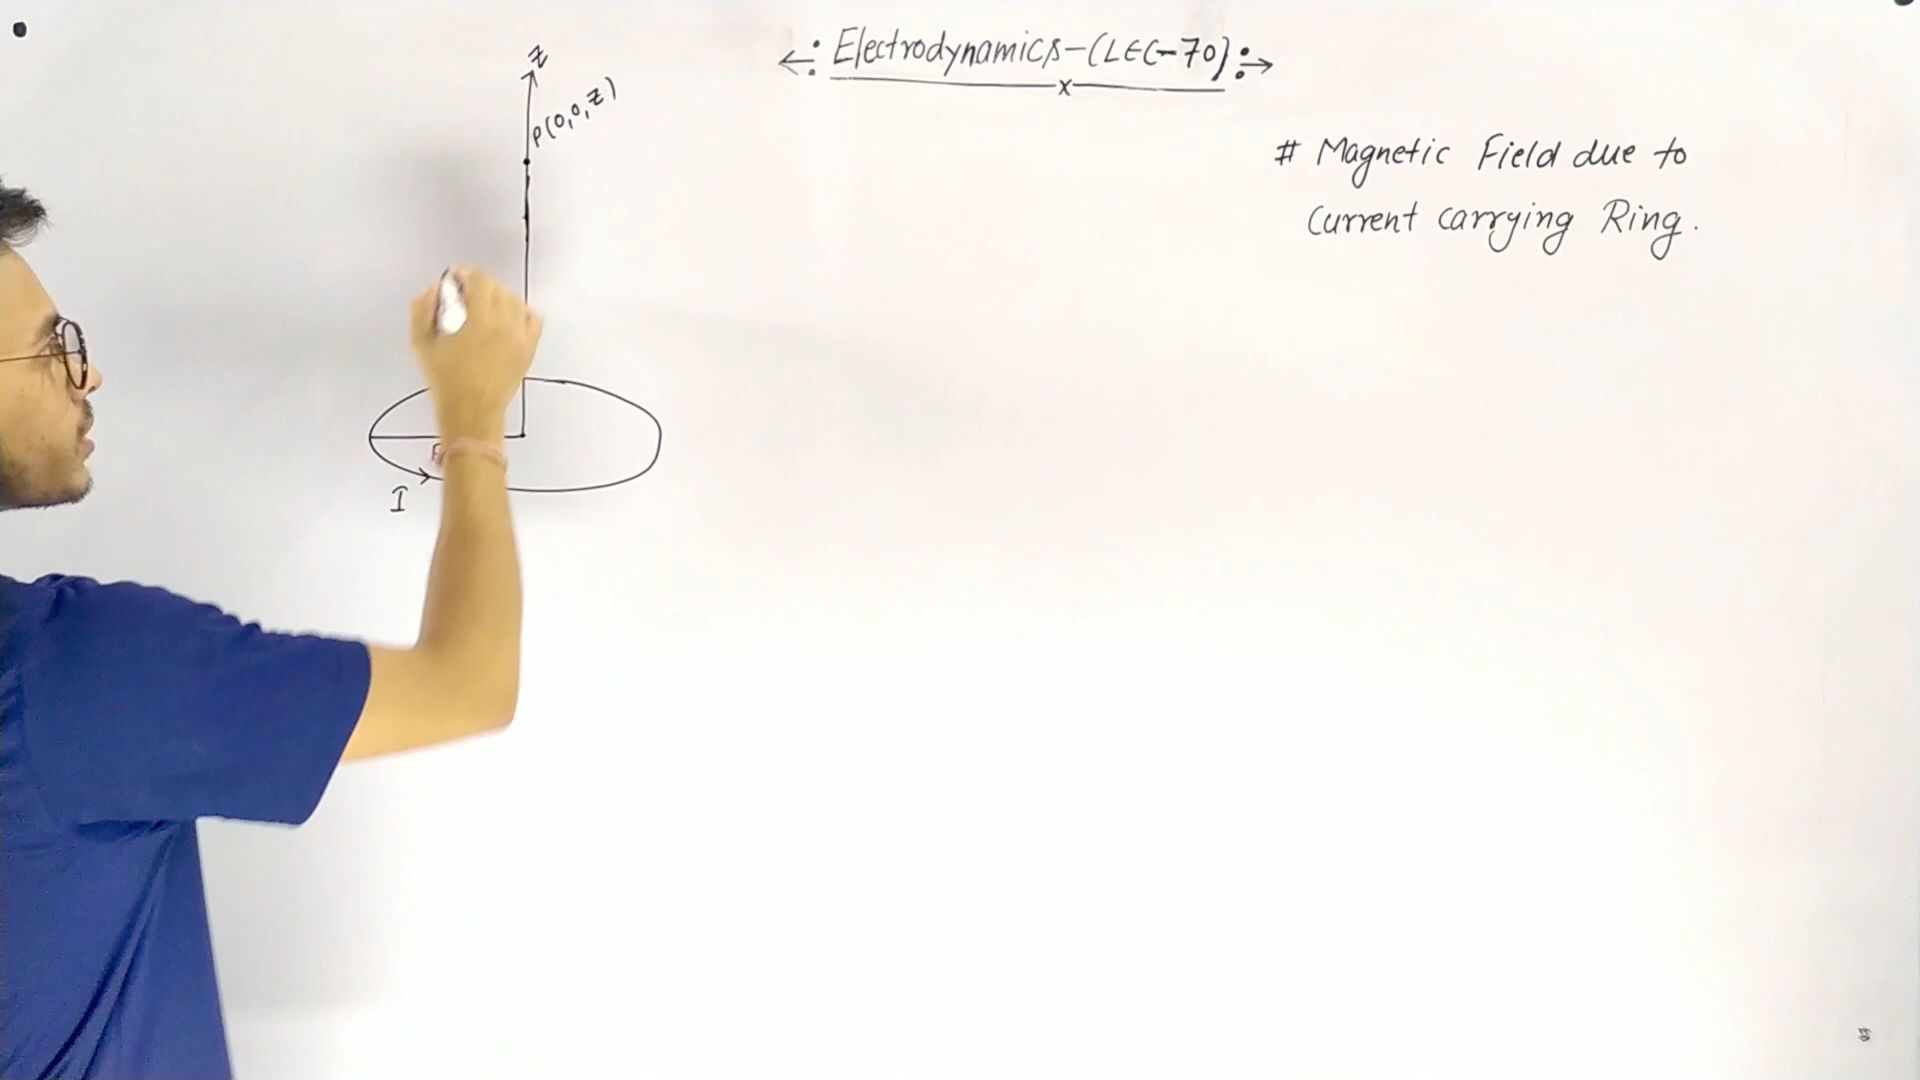 Electrodynamics-(LEC-70)
# Magnetic Field due to
Current carrying Ring.
Z
P(0,0,Z)
I